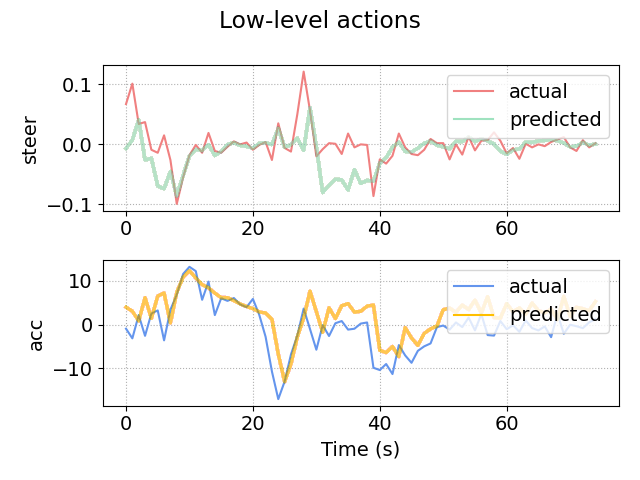 Low-level actions
0.1
0.0
−0.1
steer
actual
predicted
0
20
40
60
10
0
−10
acc
actual
predicted
0
20
40
60
Time (s)